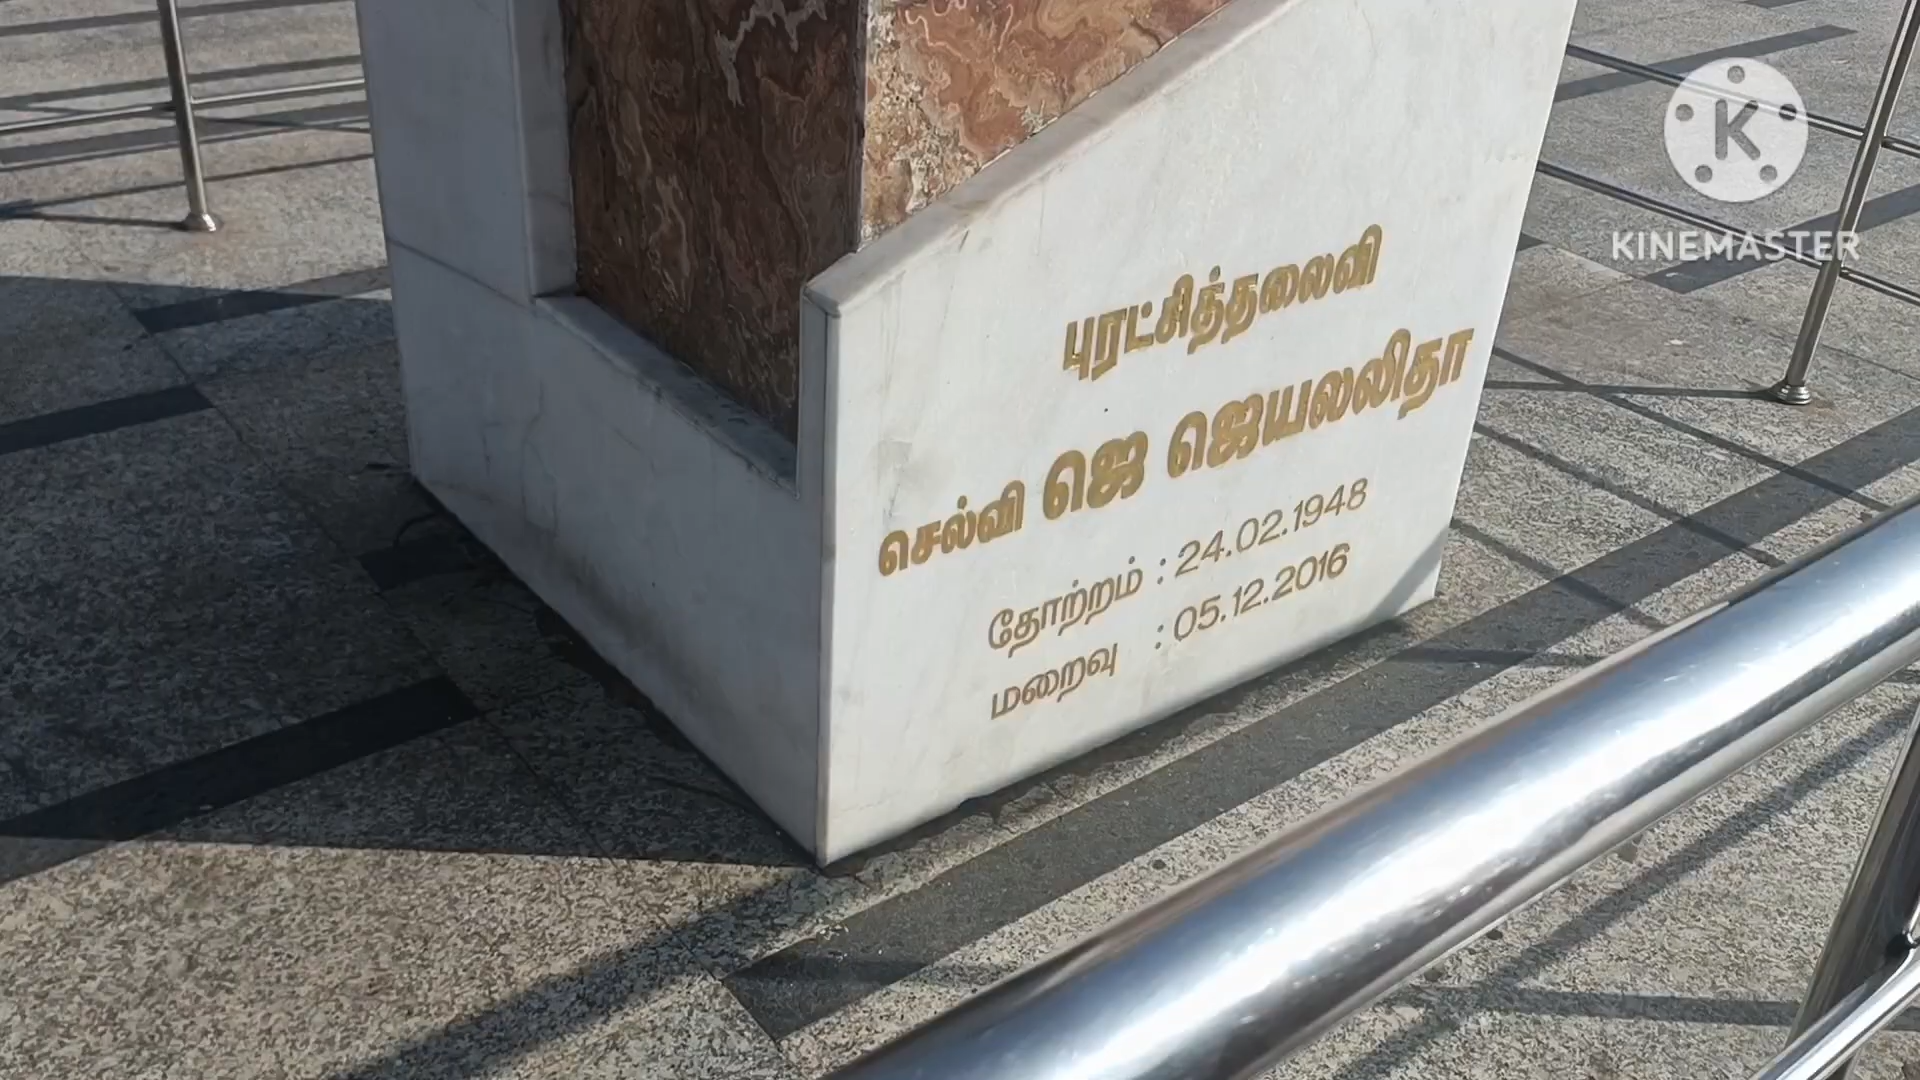 புரட்சித்தலைவி
செல்வி ஜெ ஜெயலலிதா
தோற்றம் : 24.02.1948
மறைவு : 05.12.2016
K
KINEMASTER